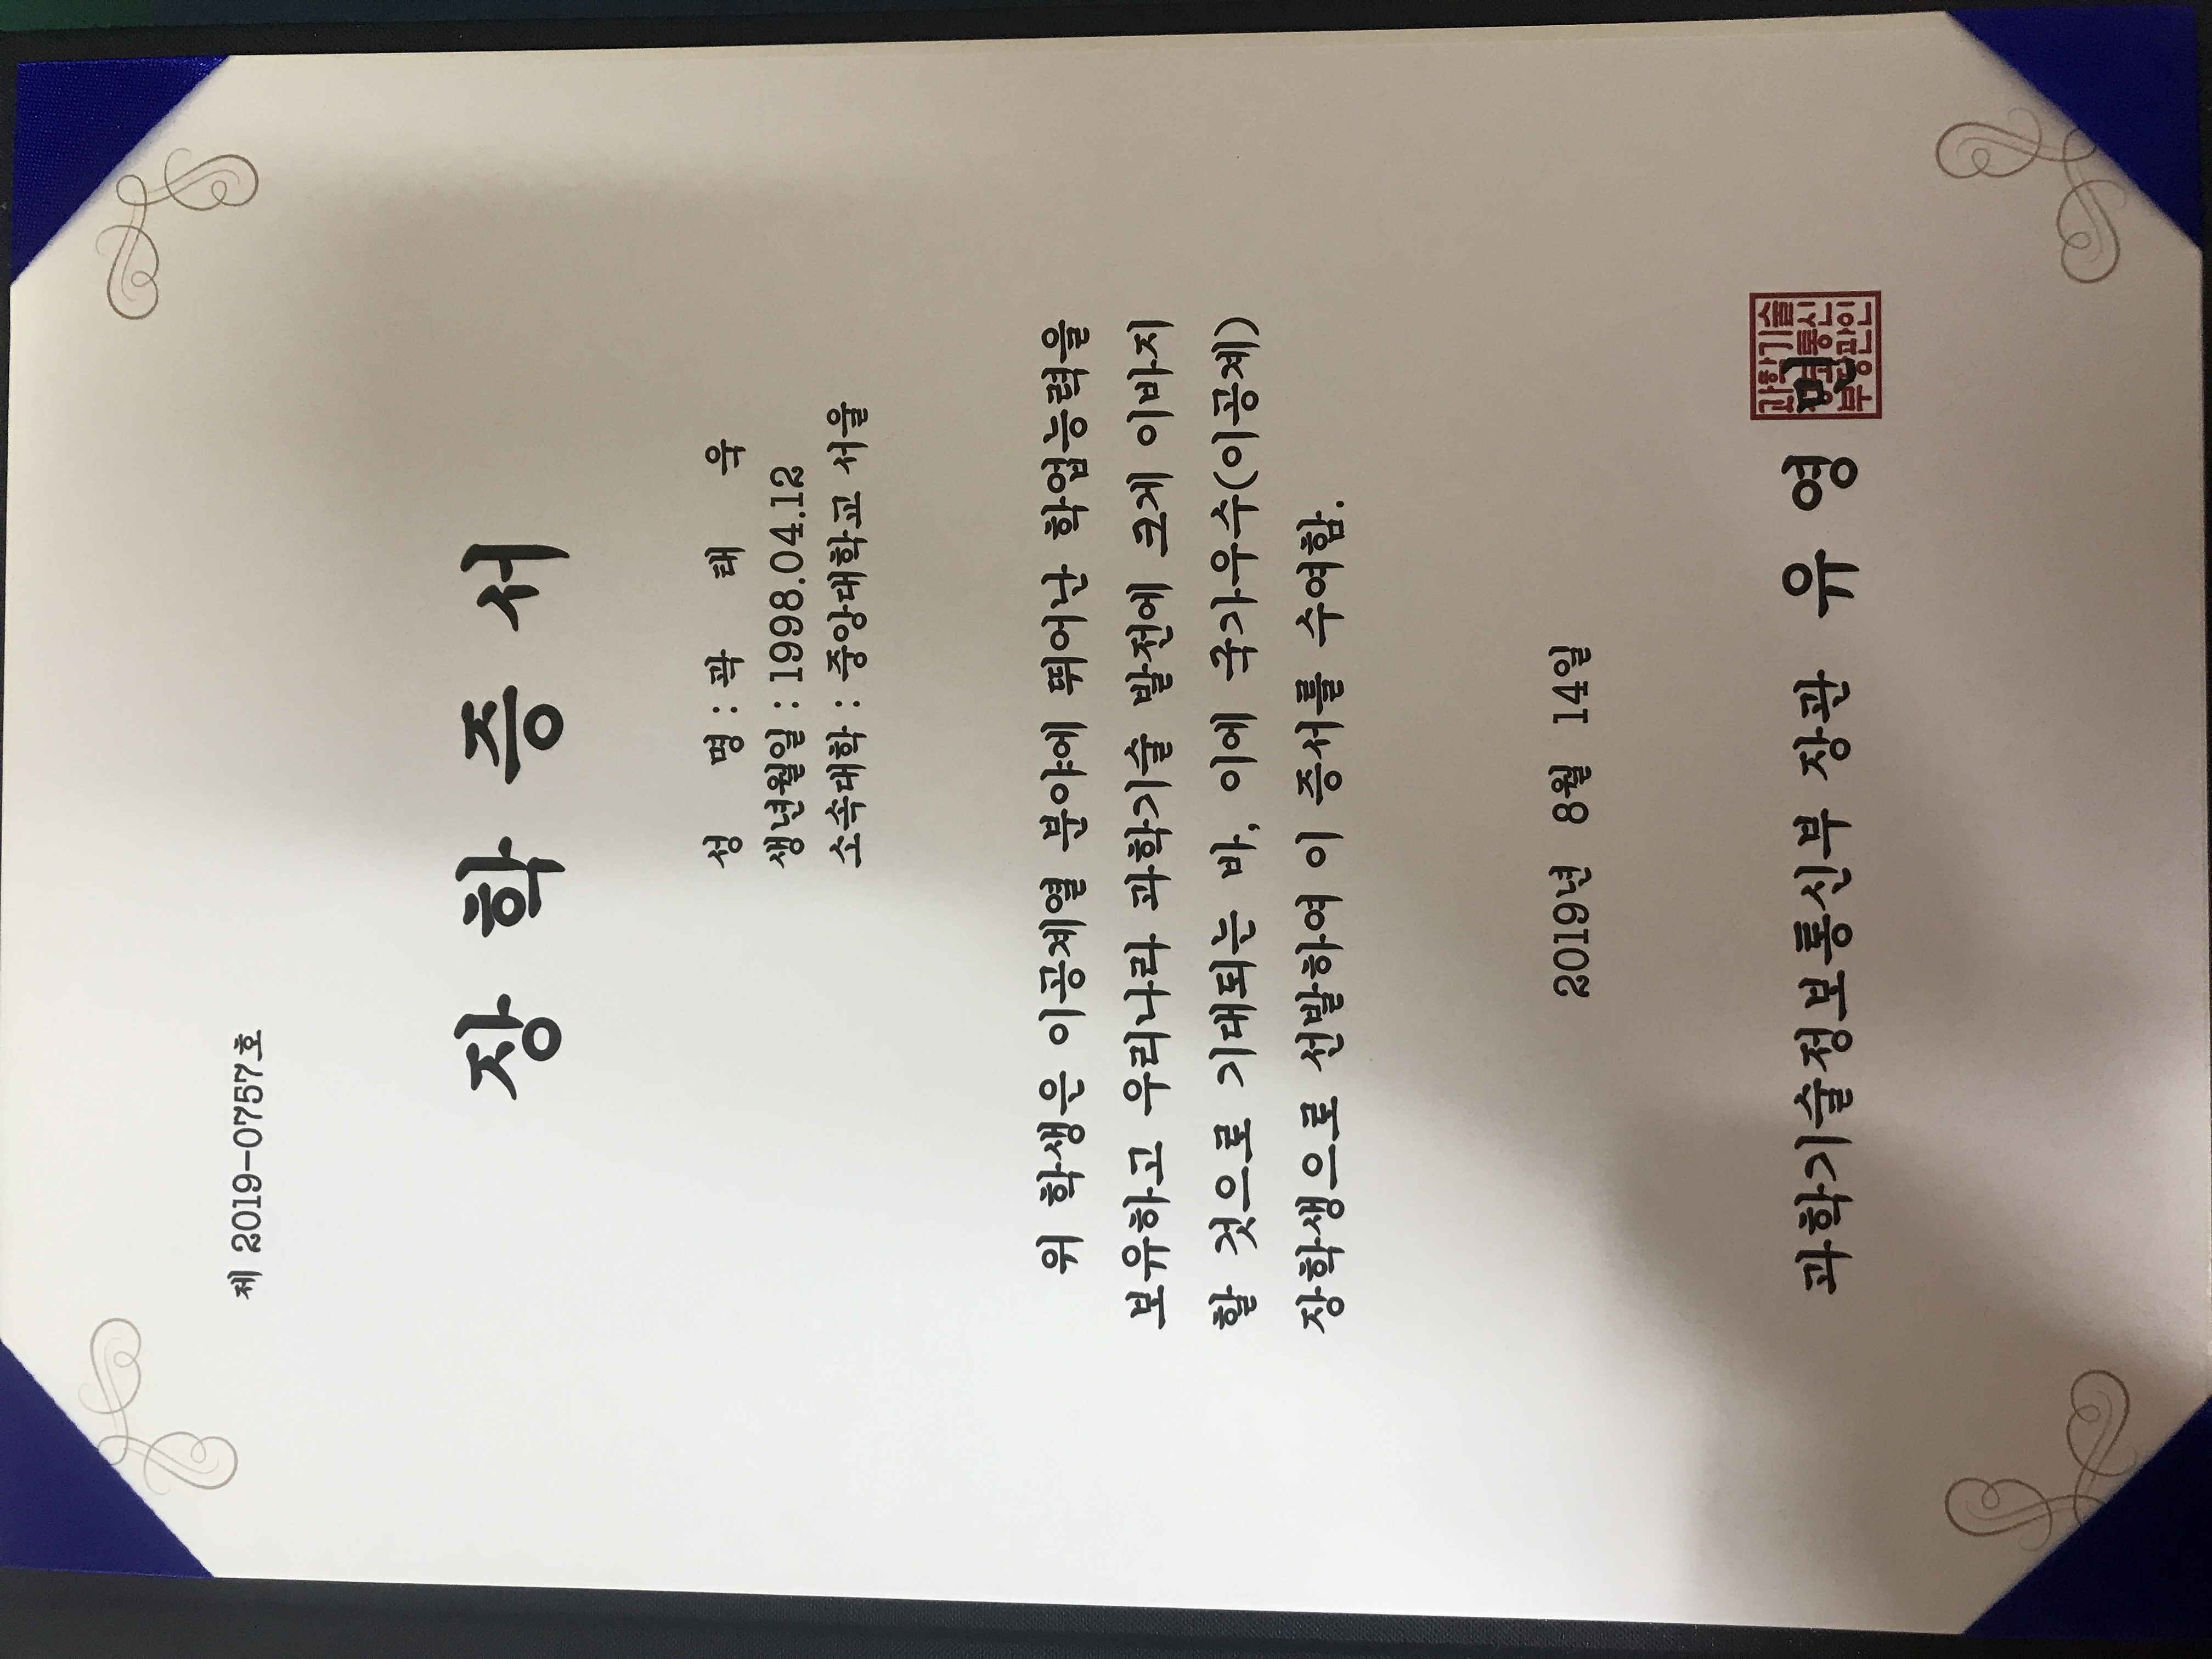 제 2019-0757호
장 학 증 서
성 명 : 곽 태 욱
생년월일 : 1998.04.12
소속대학 : 중앙대학교 서울
위 학생은 이공계열 분야에 뛰어난 학업능력을
보유하고 우리나라 과학기술 발전에 크게 이바지
할 것으로 기대되는 바, 이에 국가우수(이공계)
장학생으로 선발하여 이 증서를 수여함.
2019년 8월 14일
과학기술정보통신부 장관 유 영 민
과학기술
정보통신
부장관인